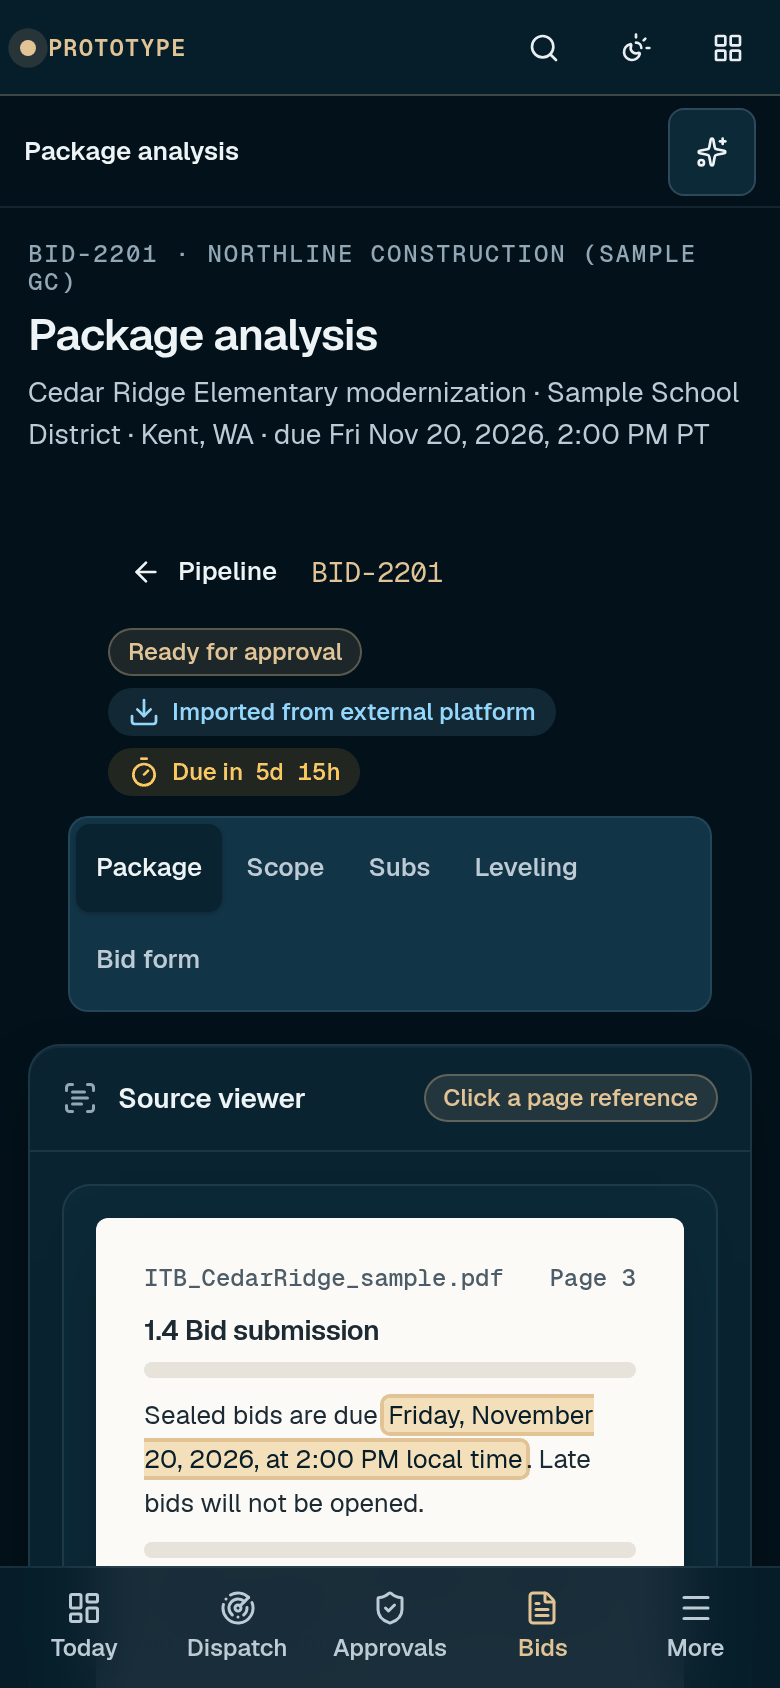 PROTOTYPE
Package analysis
BID-2201 · NORTHLINE CONSTRUCTION (SAMPLE
GC)
Package analysis
Cedar Ridge Elementary modernization · Sample School
District · Kent, WA · due Fri Nov 20, 2026, 2:00 PM PT
Pipeline BID-2201
Ready for approval
Imported from external platform
Due in 5d 15h
Package Scope Subs Leveling
Bid form
Source viewer Click a page reference
ITB_CedarRidge_sample.pdf Page 3
1.4 Bid submission
Sealed bids are due Friday, November
20, 2026, at 2:00 PM local time. Late
bids will not be opened.
Today Dispatch Approvals Bids More